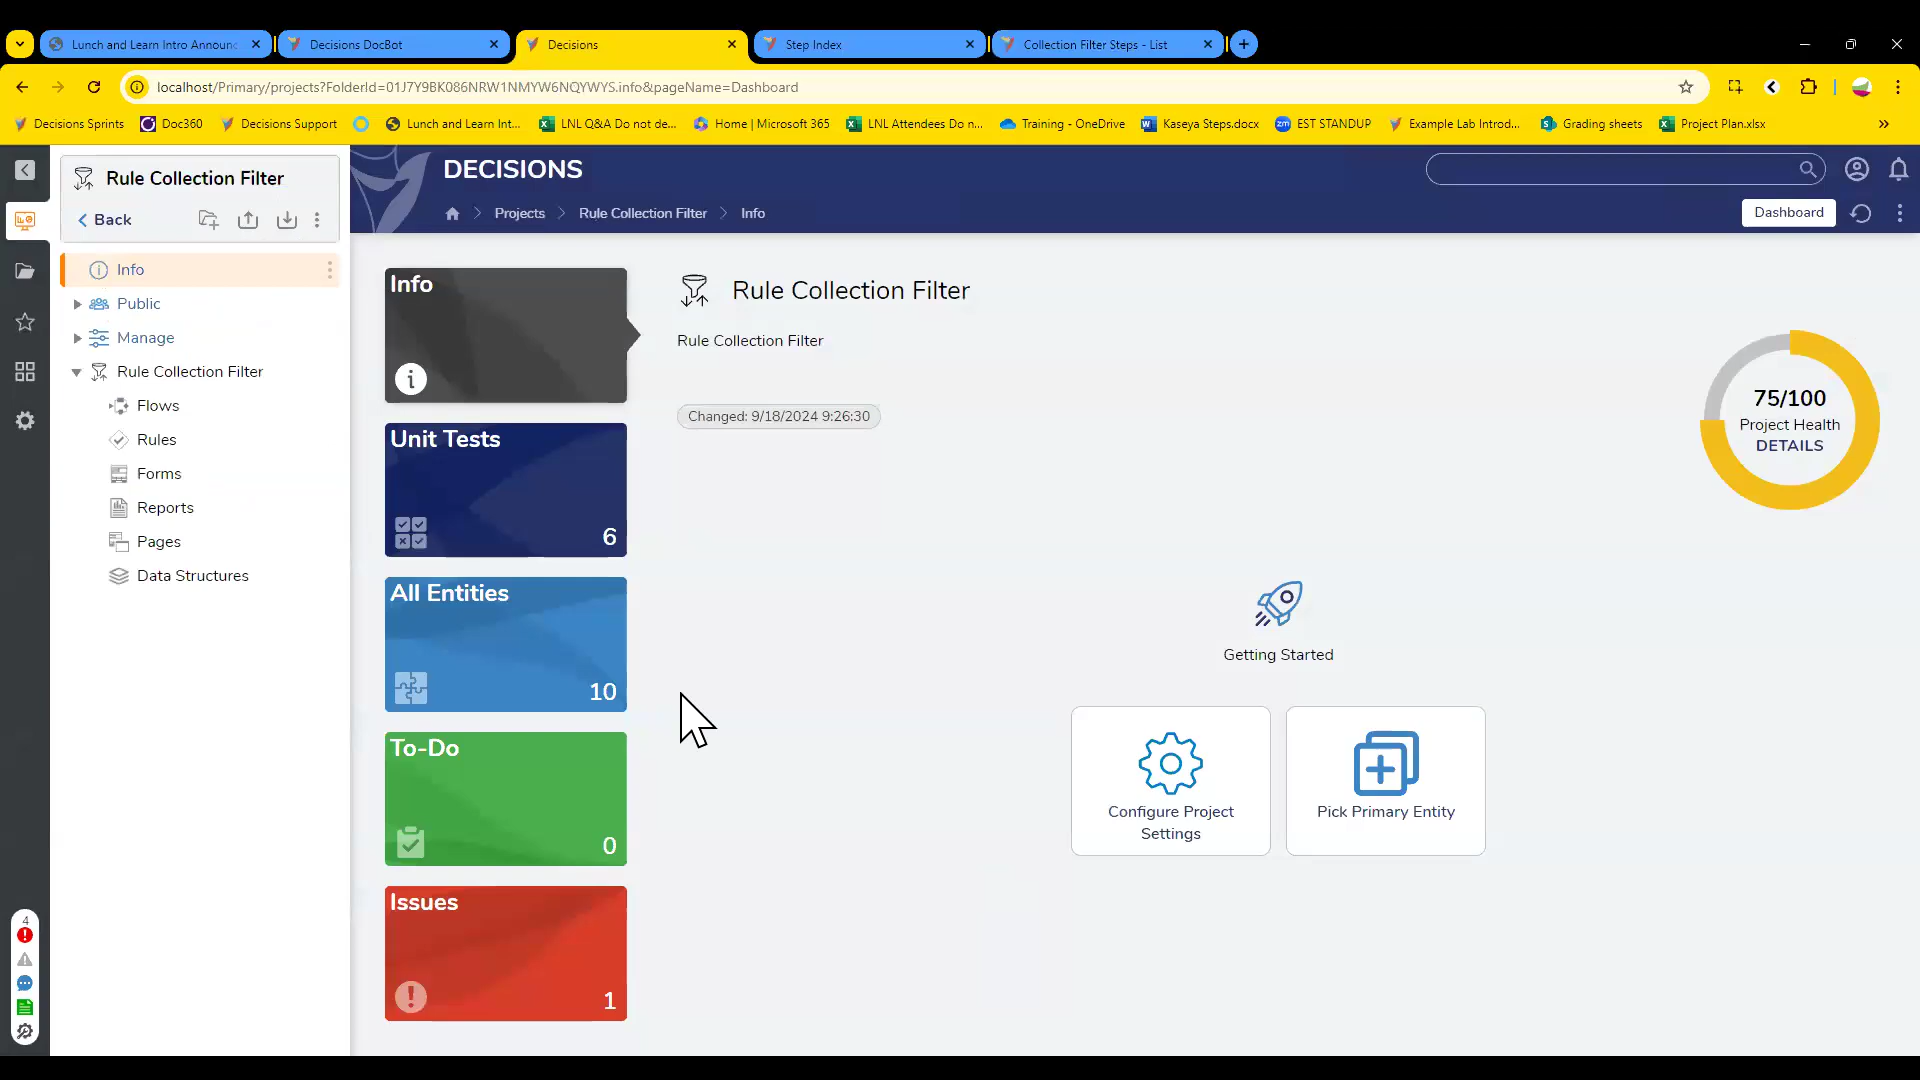 Lunch and Learn Intro Announc
Decisions DocBot
Decisions
Step Index
Collection Filter Steps - List
localhost/Primary/projects?FolderId=01J7Y9BK086NRW1NMYW6NQYWYS.info&pageName=Dashboard
Decisions Sprints
Doc360
Decisions Support
Lunch and Learn Int...
LNL Q&A Do not de...
Home | Microsoft 365
LNL Attendees Do n...
Training - OneDrive
Kaseya Steps.docx
EST STANDUP
Example Lab Introd...
Grading sheets
Project Plan.xlsx
Rule Collection Filter
Back
Info
Public
Manage
Rule Collection Filter
Flows
Rules
Forms
Reports
Pages
Data Structures
4
DECISIONS
Projects
Rule Collection Filter
Info
Dashboard
Info
Unit Tests
6
All Entities
10
To-Do
0
Issues
1
Rule Collection Filter
Rule Collection Filter
Changed: 9/18/2024 9:26:30
75/100
Project Health
DETAILS
Getting Started
Configure Project
Settings
Pick Primary Entity